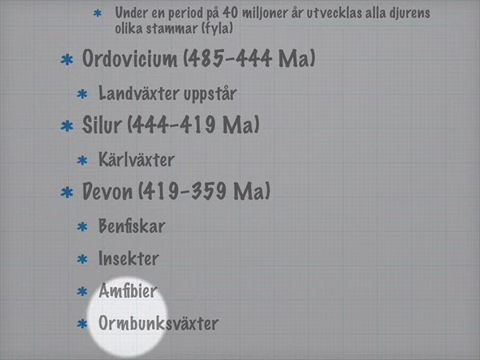 Under en period på 40 miljoner år utvecklas alla djurens
olika stammar (fyla)
Ordovicium (485-444 Ma)
Landväxter uppstår
Silur (444-419 Ma)
Kärlväxter
Devon (419-359 Ma)
Benfiskar
Insekter
Amfibier
Ormbunksväxter